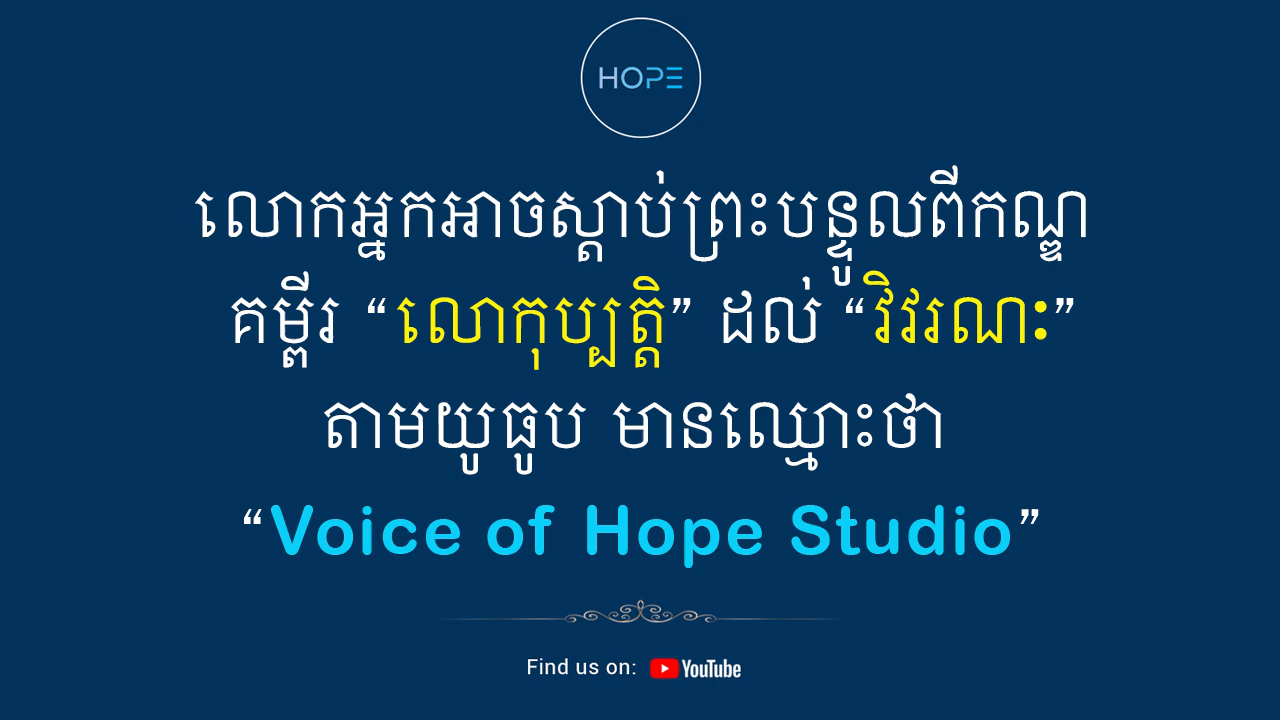 HOPE
លោកអ្នកអាចស្ដាប់ព្រះបន្ទូលពីកណ្ឌ
គម្ពីរ “លោកុប្បត្តិ” ដល់ “វិវរណៈ”
តាមយូធូប មានឈ្មោះថា
“Voice of Hope Studio”
Find us on: YouTube